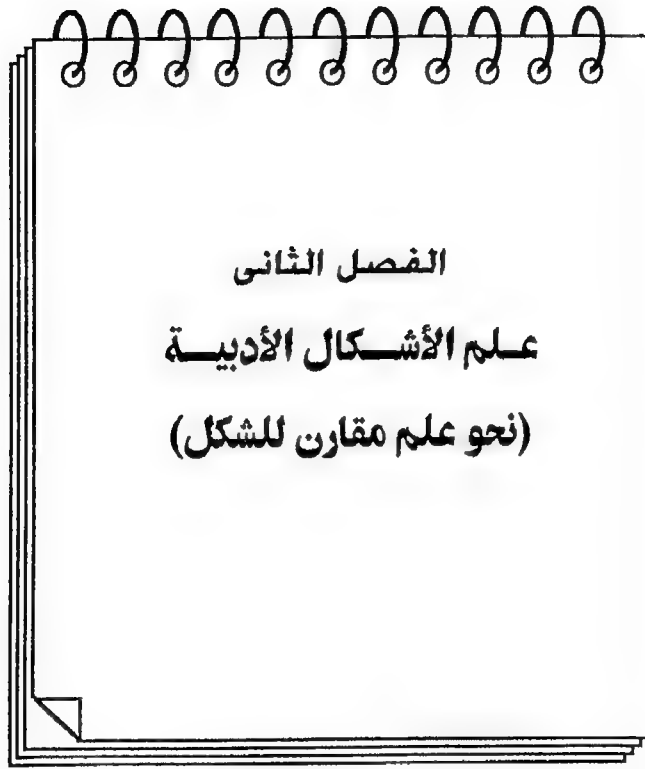 الفصل الثانى
علم الأشكال الأدبية
(نحو علم مقارن للشكل)